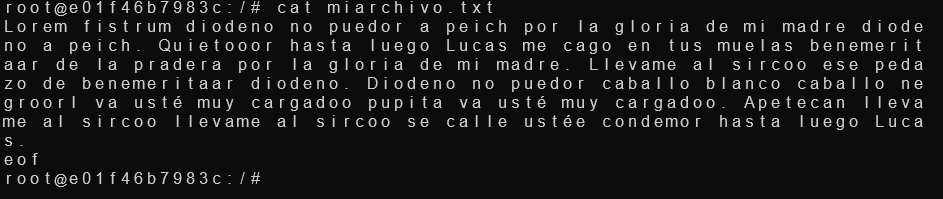 root@e01f46b7983c:/# cat miarchivo.txt
Lorem fistrum diodeno no puedor a peich por la gloria de mi madre diode
no a peich. Quietooor hasta luego Lucas me cago en tus muelas benemerit
aar de la pradera por la gloria de mi madre. Llevame al sircoo ese peda
zo de benemeritaar diodeno. Diodeno no puedor caballo blanco caballo ne
groorl va usté muy cargadoo pupita va usté muy cargadoo. Apetecan lleva
me al sircoo llevame al sircoo se calle ustée condemor hasta luego Luca
s.
eof
root@e01f46b7983c:/#